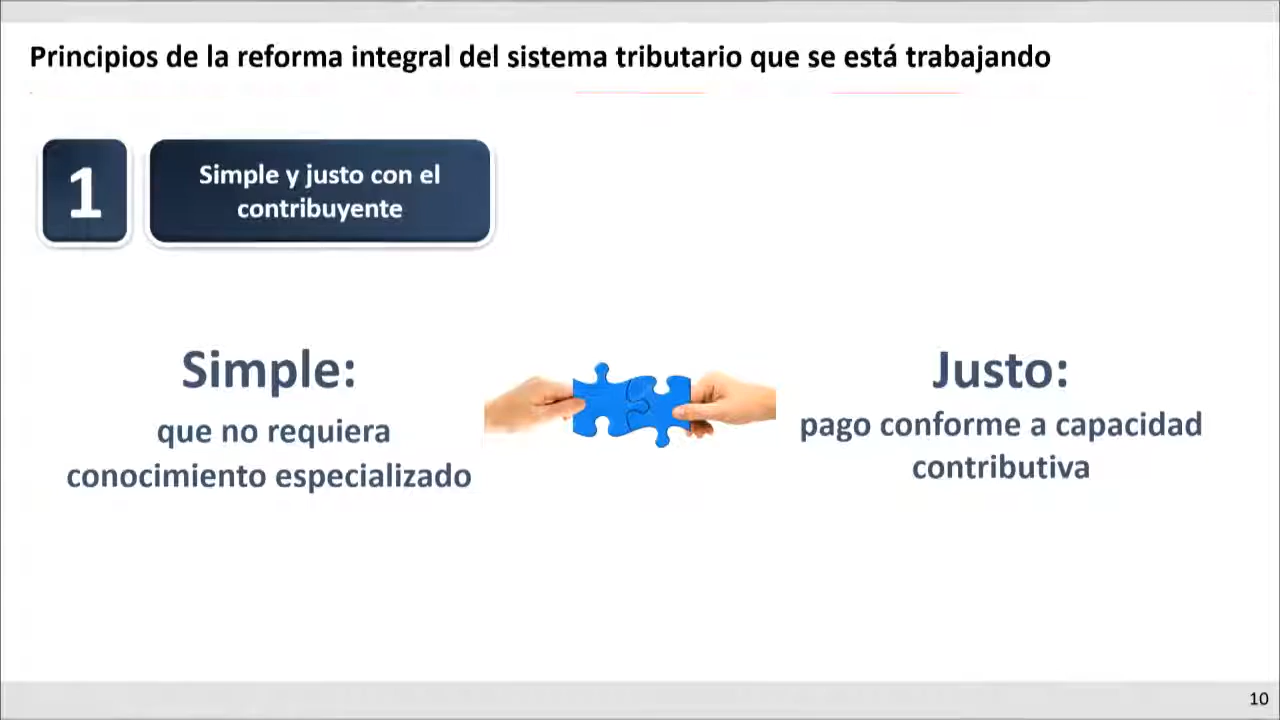 Principios de la reforma integral del sistema tributario que se está trabajando
1
Simple y justo con el
contribuyente
Simple:
que no requiera
conocimiento especializado
Justo:
pago conforme a capacidad
contributiva
10